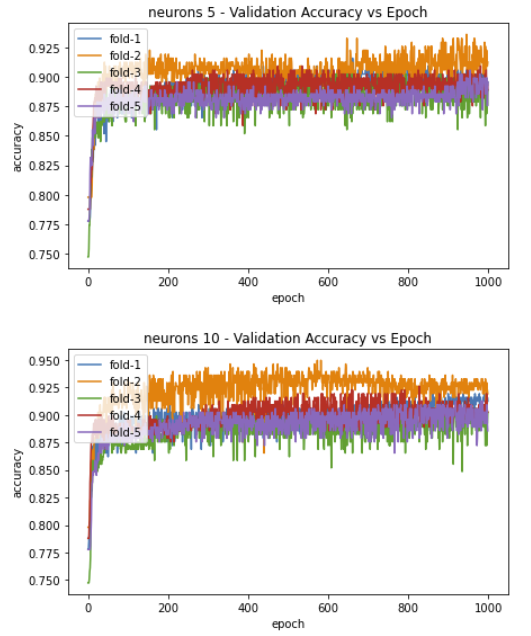 neurons 5 - Validation Accuracy vs Epoch
0.925
0.900
0.875
0.850
0.825
0.800
0.775
0.750
accuracy
fold-1
fold-2
fold-3
fold-4
fold-5
0 200 400 600 800 1000
epoch
neurons 10 - Validation Accuracy vs Epoch
0.950
0.925
0.900
0.875
0.850
0.825
0.800
0.775
0.750
accuracy
fold-1
fold-2
fold-3
fold-4
fold-5
0 200 400 600 800 1000
epoch